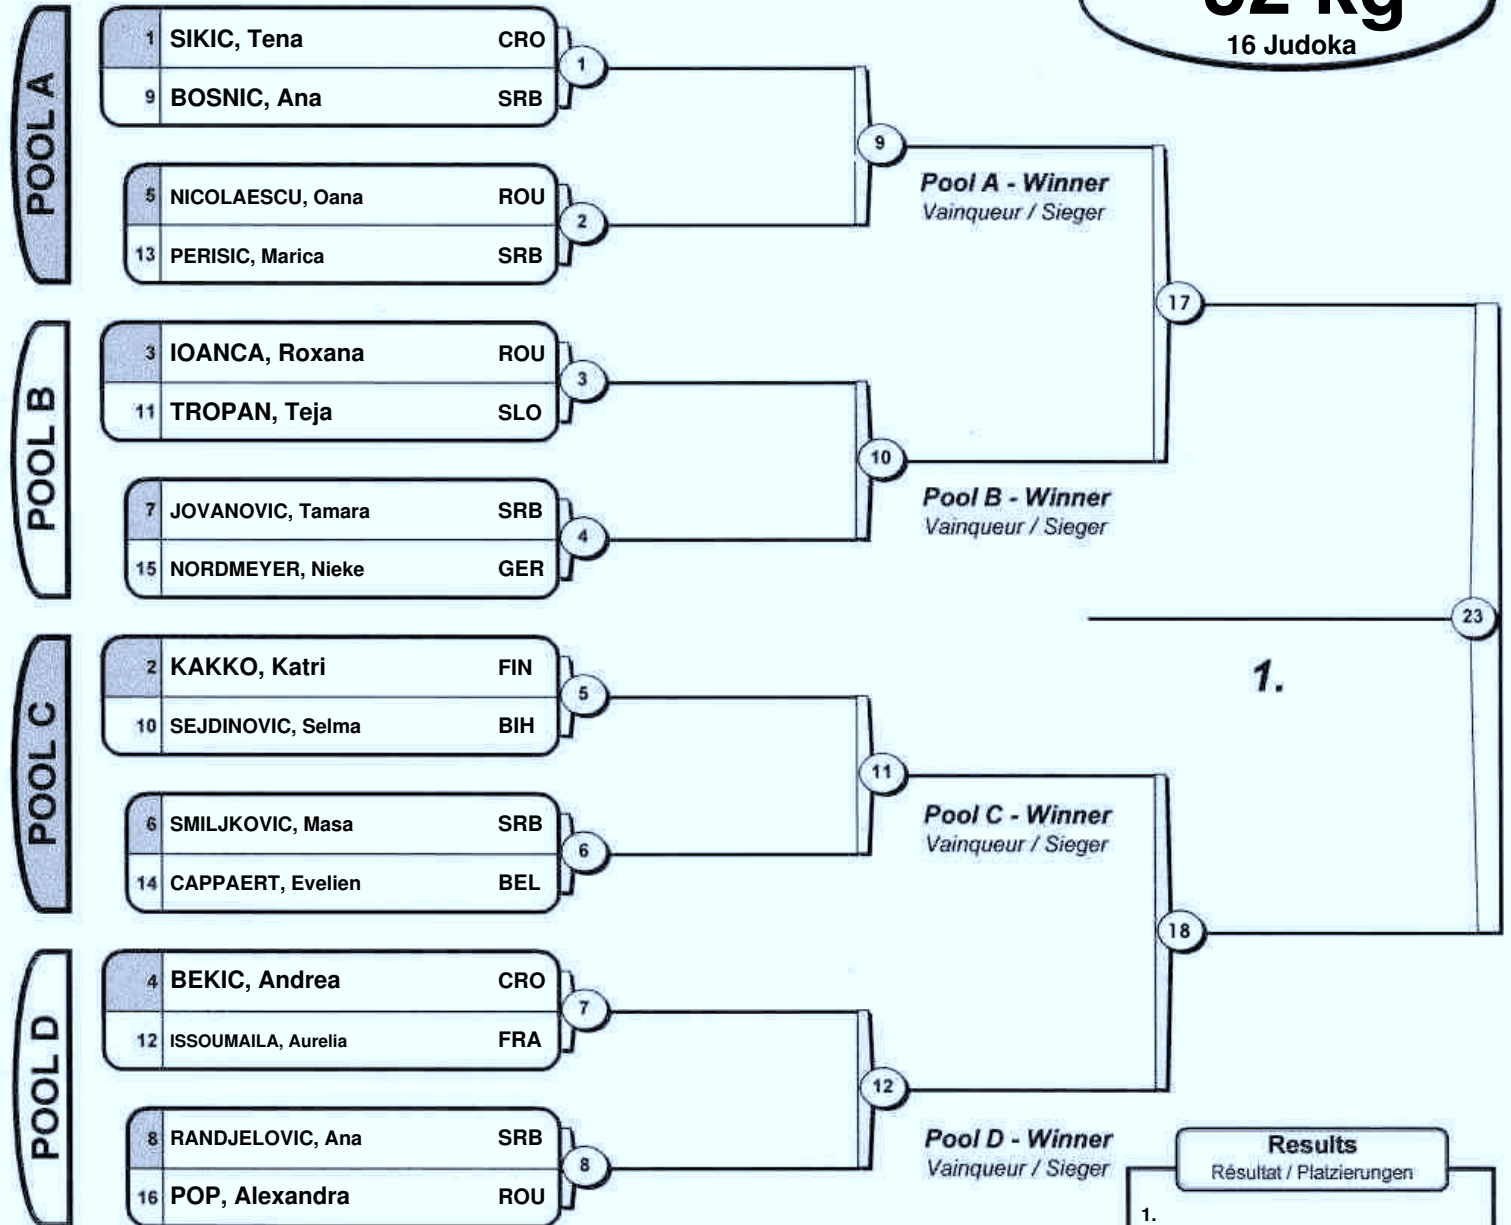 52 kg
16 Judoka
POOL A
1 SIKIC, Tena CRO
9 BOSNIC, Ana SRB
1
5 NICOLAESCU, Oana ROU
13 PERISIC, Marica SRB
2
9
Pool A - Winner
Vainqueur / Sieger
POOL B
3 IOANCA, Roxana ROU
11 TROPAN, Teja SLO
3
7 JOVANOVIC, Tamara SRB
15 NORDMEYER, Nieke GER
4
10
Pool B - Winner
Vainqueur / Sieger
17
23
1.
POOL C
2 KAKKO, Katri FIN
10 SEJDINOVIC, Selma BIH
5
6 SMILJKOVIC, Masa SRB
14 CAPPAERT, Evelien BEL
6
11
Pool C - Winner
Vainqueur / Sieger
18
POOL D
4 BEKIC, Andrea CRO
12 ISSOUMAILA, Aurelia FRA
7
8 RANDJELOVIC, Ana SRB
16 POP, Alexandra ROU
8
12
Pool D - Winner
Vainqueur / Sieger
Results
Résultat / Platzierungen
1.